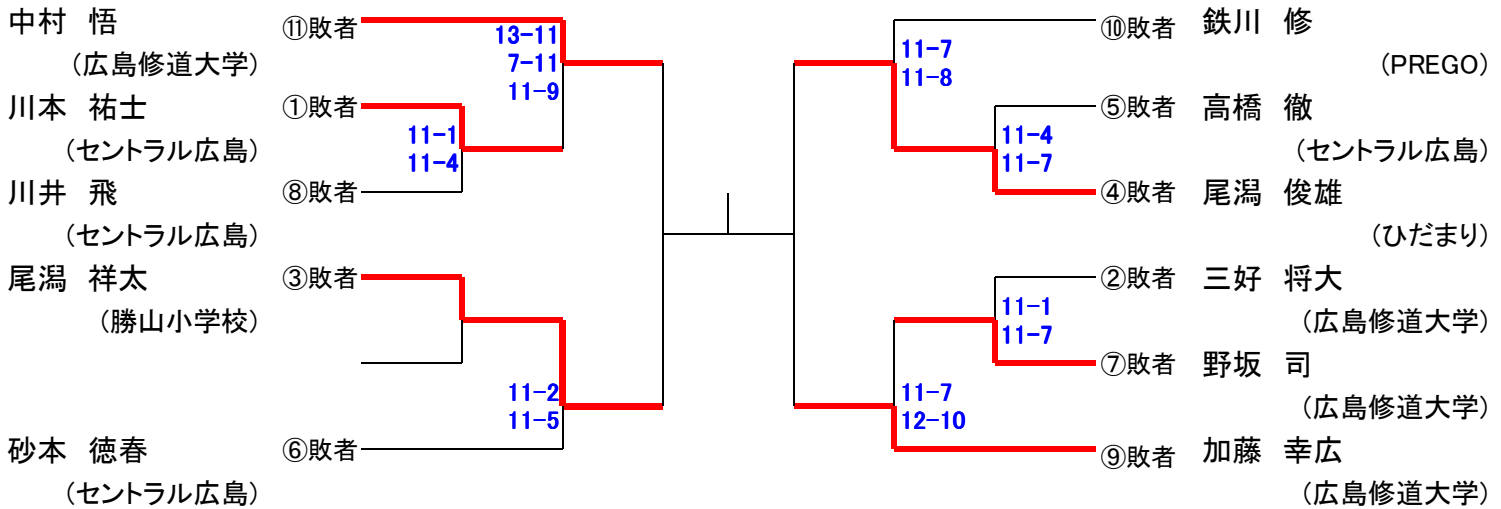 中村 悟
⑪敗者
(広島修道大学)
13-11
7-11
11-9
川本 祐士
①敗者
(セントラル広島)
11-1
11-4
川井 飛
⑧敗者
(セントラル広島)
尾潟 祥太
③敗者
(勝山小学校)
11-2
11-5
砂本 徳春
⑥敗者
(セントラル広島)
⑩敗者
鉄川 修
(PREGO)
11-7
11-8
⑤敗者
高橋 徹
(セントラル広島)
11-4
11-7
④敗者
尾潟 俊雄
(ひだまり)
②敗者
三好 将大
(広島修道大学)
11-1
11-7
⑦敗者
野坂 司
(広島修道大学)
11-7
12-10
⑨敗者
加藤 幸広
(広島修道大学)